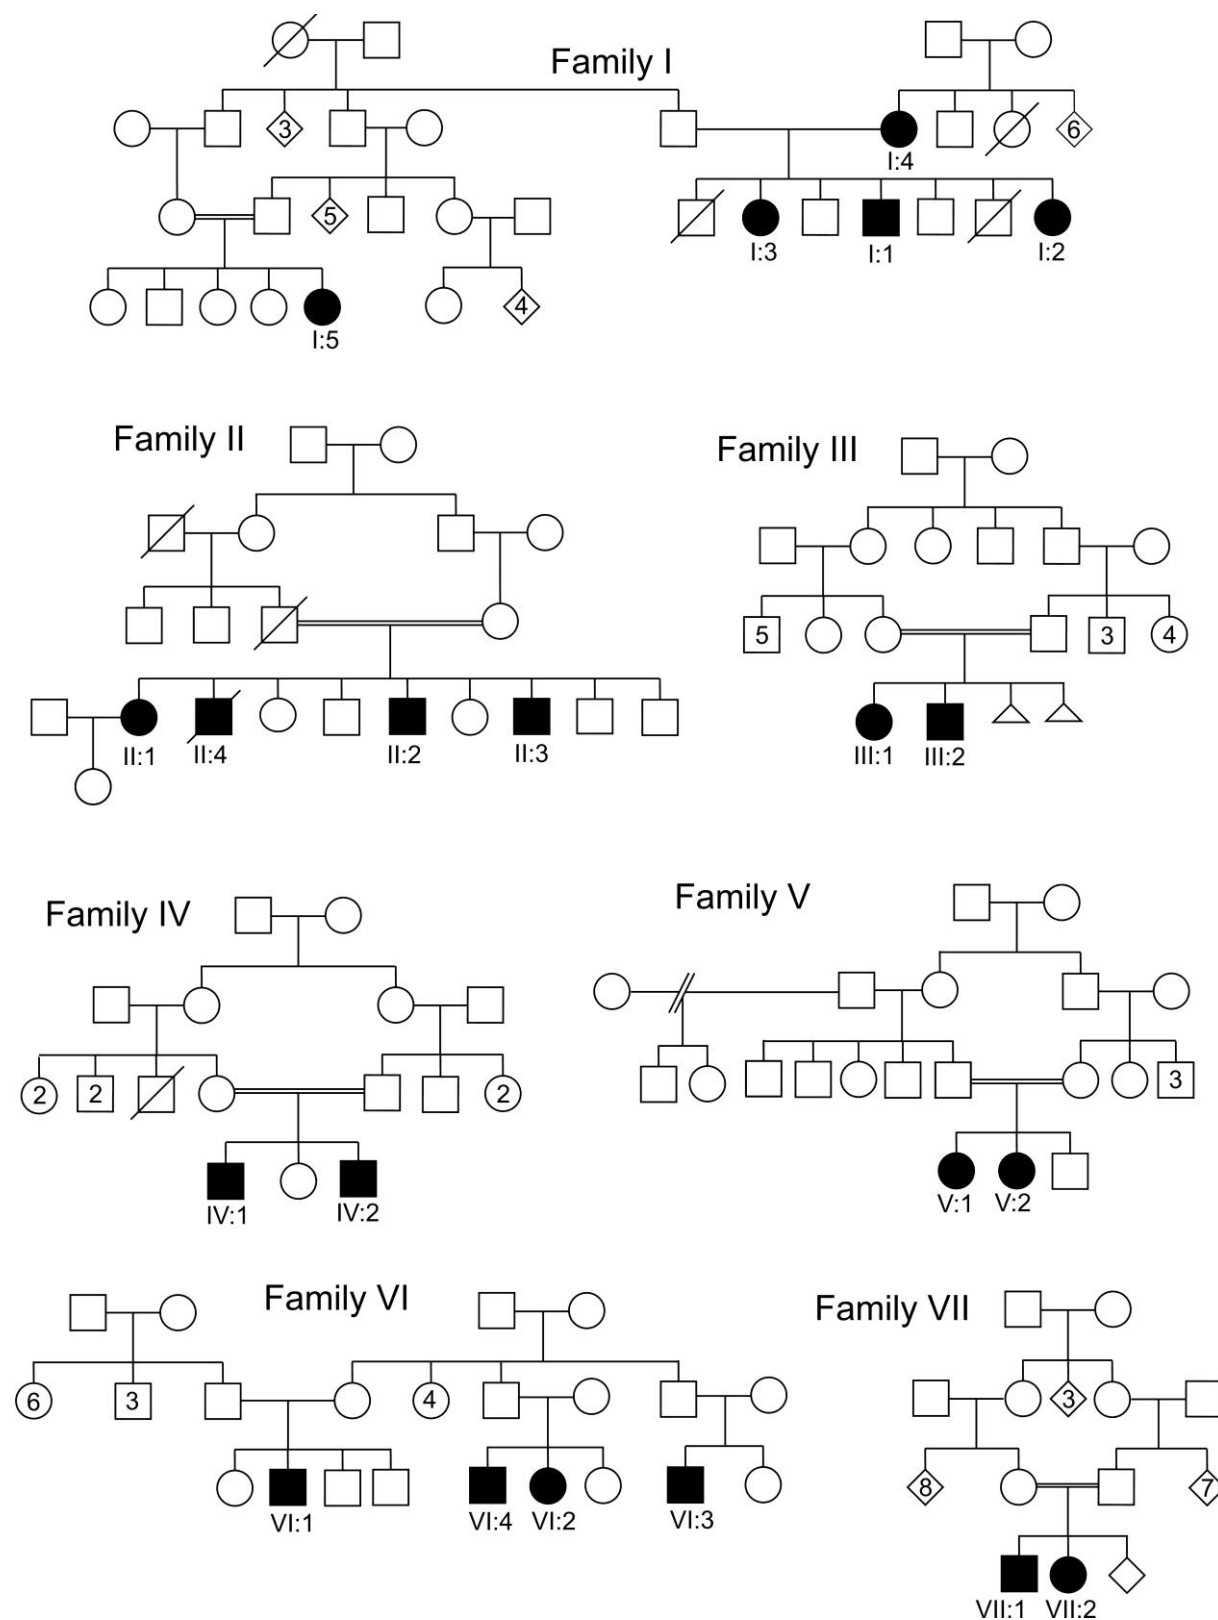 Family I
3
6
I:4
5
I:3
I:1
I:2
4
I:5
Family II
Family III
5
3
4
II:1
II:4
II:2
II:3
III:1
III:2
Family IV
Family V
2
2
2
3
IV:1
IV:2
V:1
V:2
Family VI
Family VII
6
3
4
3
8
7
VI:1
VI:4
VI:2
VI:3
VII:1
VII:2